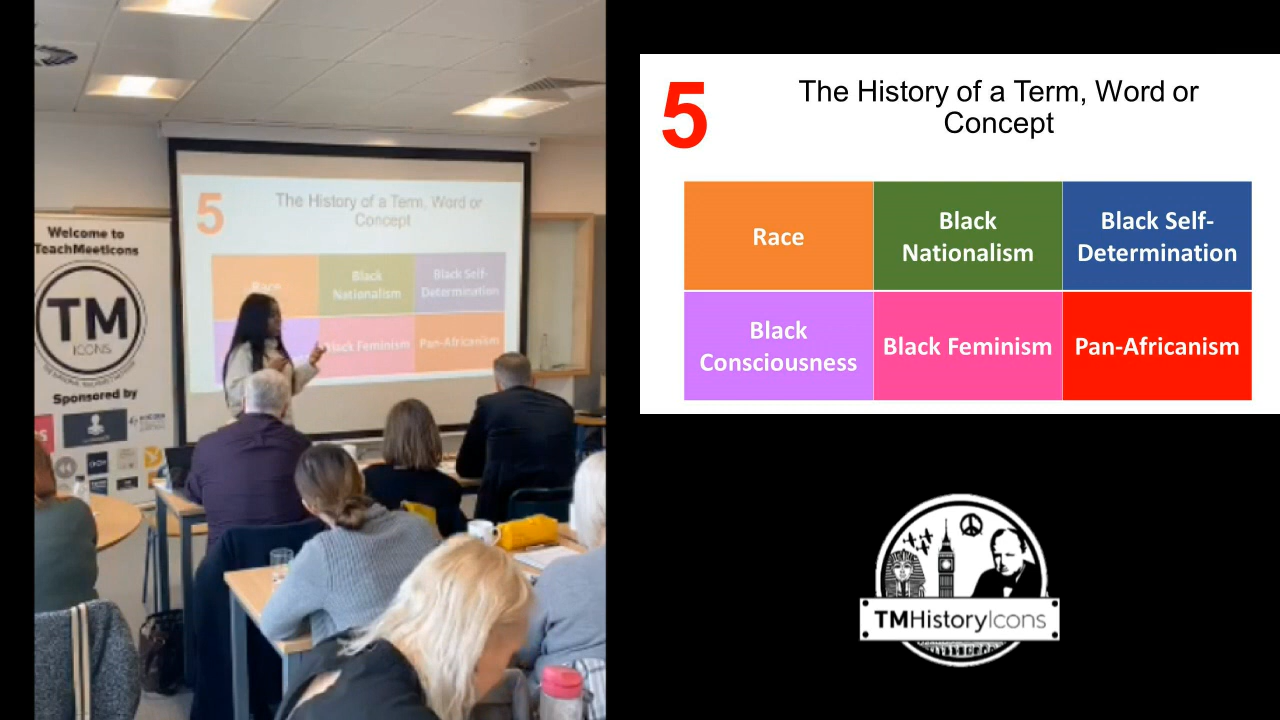 Welcome to
TeachMeetIcons
TM
ICONS
Sponsored by
5
The History of a Term, Word or
Concept
Race
Black
Nationalism
Black Self-
Determination
Black Feminism
Pan-Africanism
5
The History of a Term, Word or
Concept
Race
Black
Nationalism
Black Self-
Determination
Black
Consciousness
Black Feminism
Pan-Africanism
TMHistoryIcons